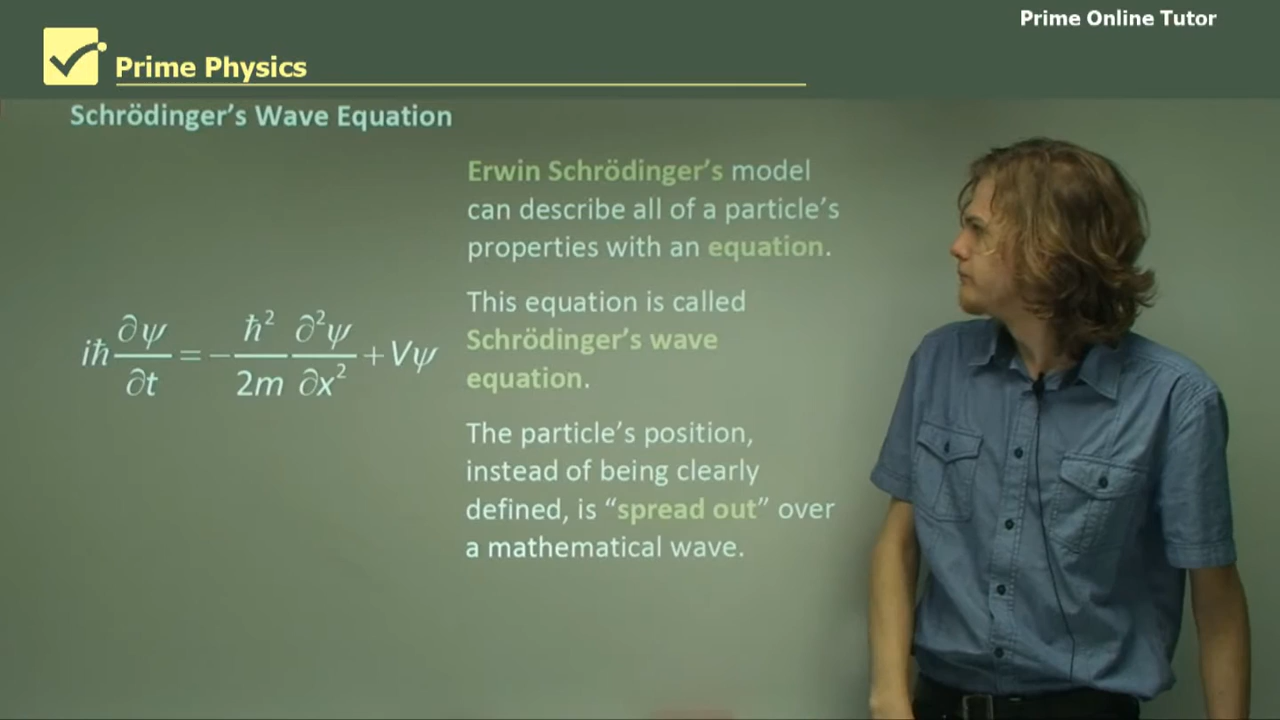 Prime Online Tutor
Prime Physics
Schrödinger's Wave Equation
Erwin Schrödinger's model
can describe all of a particle's
properties with an equation.
This equation is called
Schrödinger's wave
equation.
The particle's position,
instead of being clearly
defined, is “spread out” over
a mathematical wave.
iℏ ∂ψ/∂t = − ℏ²/2m ∂²ψ/∂x² + Vψ